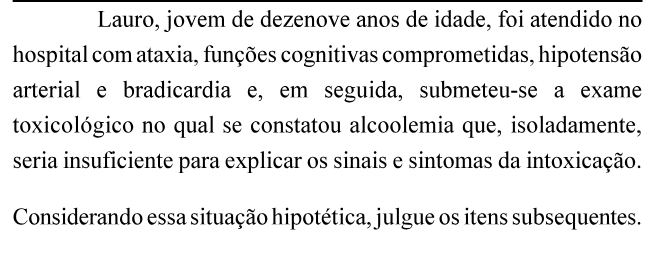 Lauro, jovem de dezenove anos de idade, foi atendido no
hospital com ataxia, funções cognitivas comprometidas, hipotensão
arterial e bradicardia e, em seguida, submeteu-se a exame
toxicológico no qual se constatou alcoolemia que, isoladamente,
seria insuficiente para explicar os sinais e sintomas da intoxicação.
Considerando essa situação hipotética, julgue os itens subsequentes.